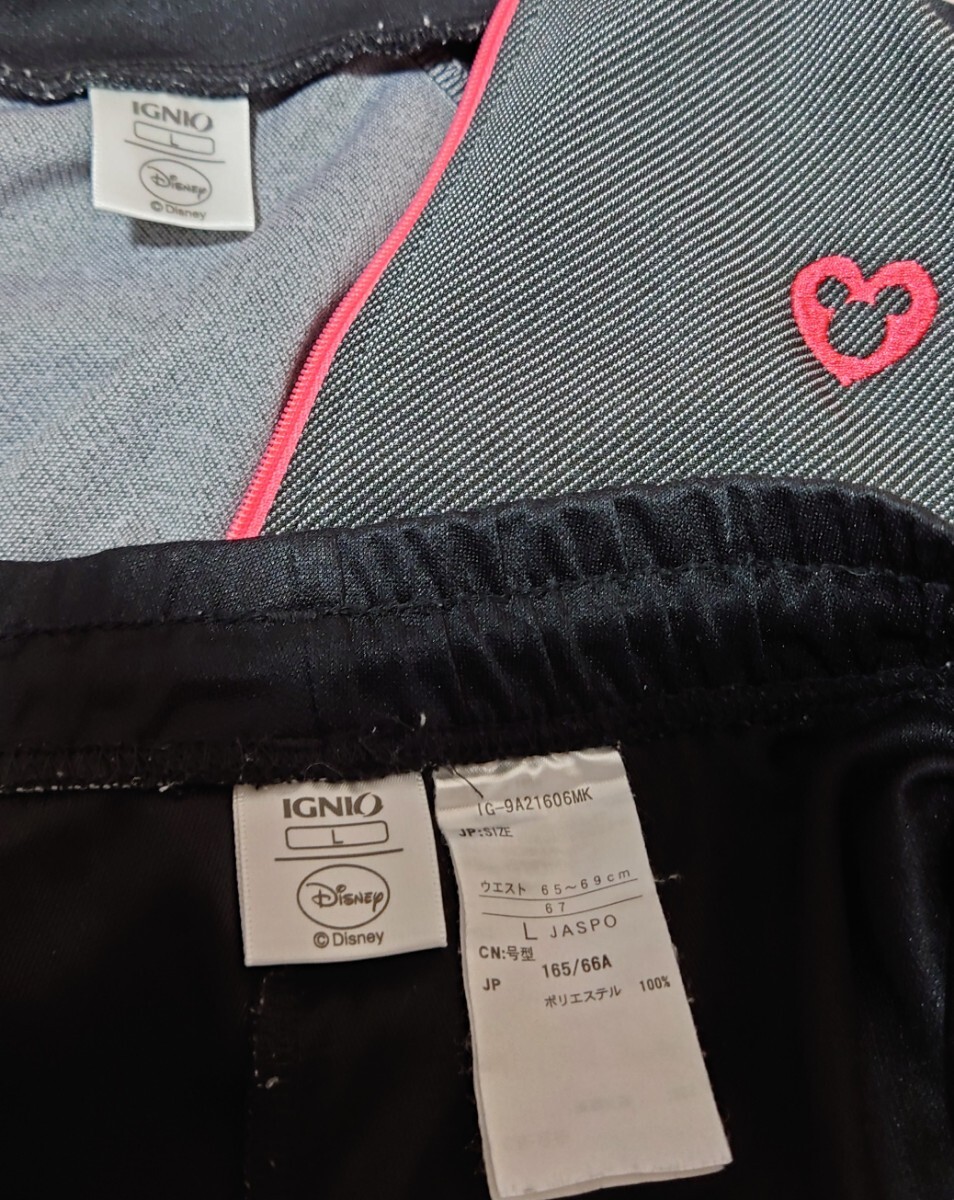 IGNIO
L
Disney
© Disney
IGNIO
L
Disney
© Disney
IG-9A21606MK
JP:SIZE
ウエスト 65～69cm
67
L JASPO
CN:号型
JP 165/66A
ポリエステル 100%